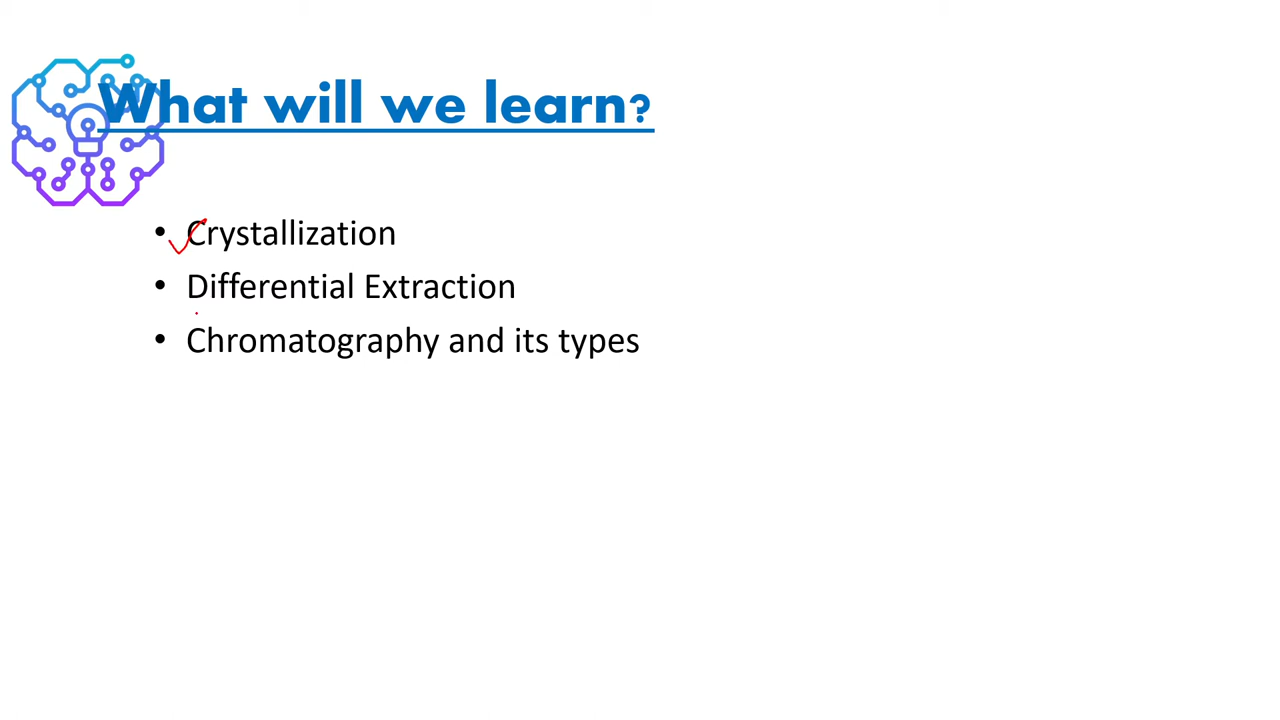 What will we learn?
• Crystallization
• Differential Extraction
• Chromatography and its types